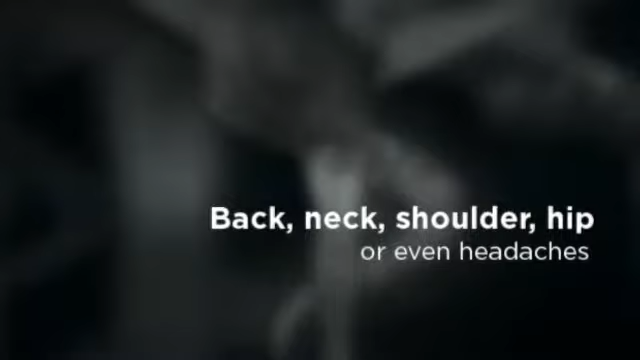 Back, neck, shoulder, hip
or even headaches